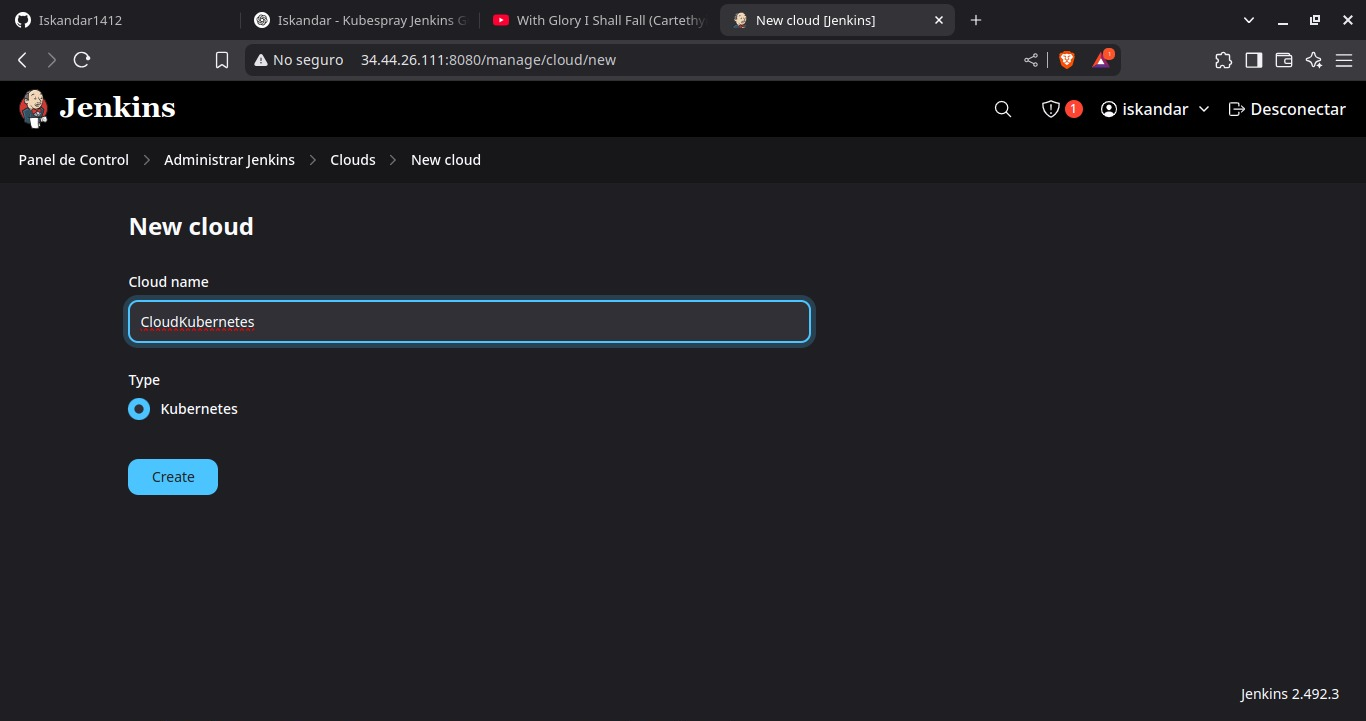 Iskandar1412
Iskandar - Kubespray Jenkins G
With Glory I Shall Fall (Cartethy
New cloud [Jenkins]
No seguro 34.44.26.111:8080/manage/cloud/new
Jenkins
1
iskandar
Desconectar
Panel de Control > Administrar Jenkins > Clouds > New cloud
New cloud
Cloud name
CloudKubernetes
Type
Kubernetes
Create
Jenkins 2.492.3